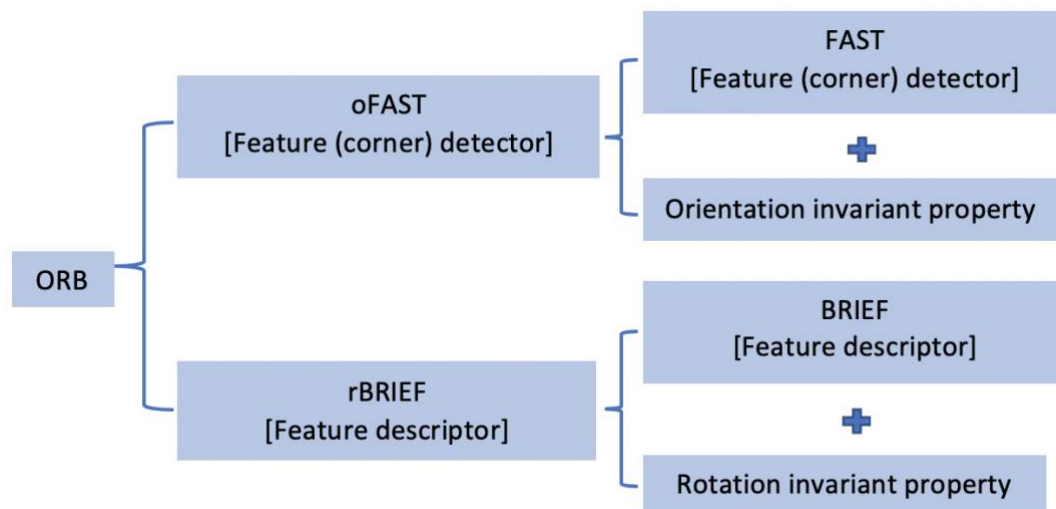 ORB
oFAST
[Feature (corner) detector]
FAST
[Feature (corner) detector]
Orientation invariant property
rBRIEF
[Feature descriptor]
BRIEF
[Feature descriptor]
Rotation invariant property